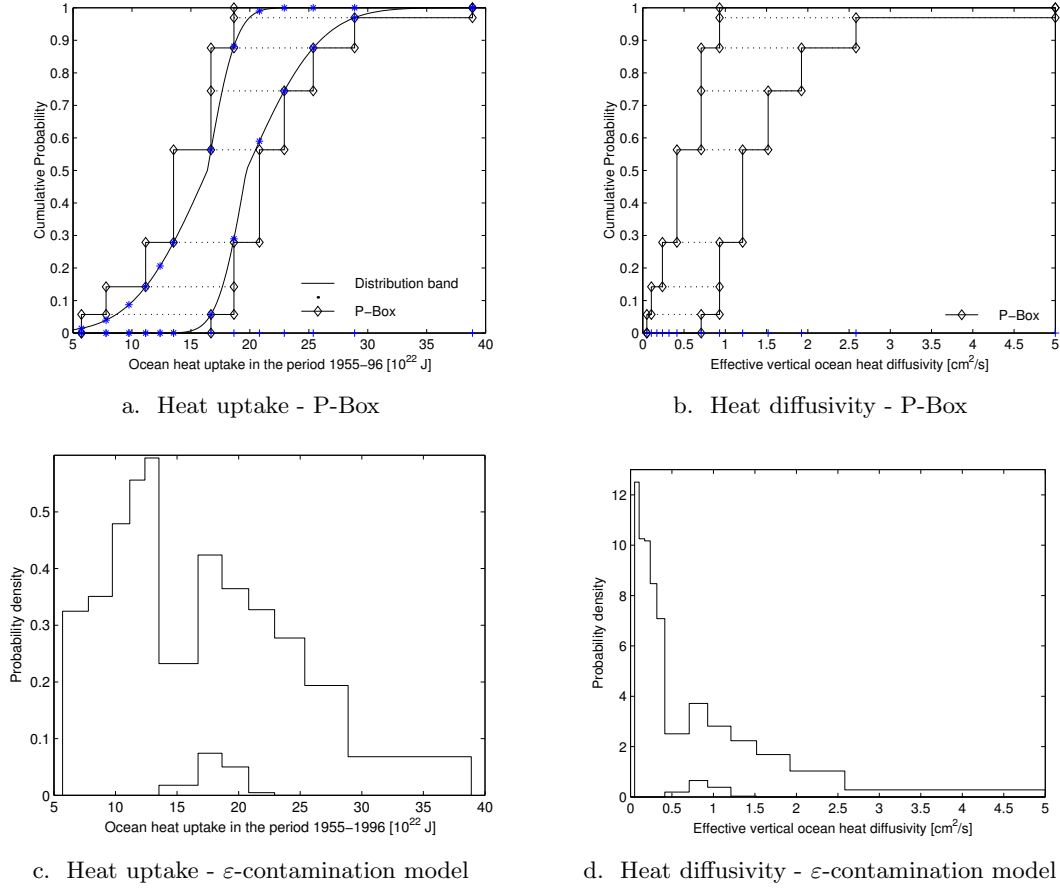 1
0.9
0.8
0.7
0.6
0.5
0.4
0.3
0.2
0.1
0
Cumulative Probability
Distribution band
P-Box
5 10 15 20 25 30 35 40
Ocean heat uptake in the period 1955-96 [10^22 J]
a. Heat uptake - P-Box
1
0.9
0.8
0.7
0.6
0.5
0.4
0.3
0.2
0.1
0
Cumulative Probability
P-Box
0 0.5 1 1.5 2 2.5 3 3.5 4 4.5 5
Effective vertical ocean heat diffusivity [cm²/s]
b. Heat diffusivity - P-Box
0.5
0.4
0.3
0.2
0.1
0
Probability density
5 10 15 20 25 30 35 40
Ocean heat uptake in the period 1955-1996 [10^22 J]
c. Heat uptake - ε-contamination model
12
10
8
6
4
2
0
Probability density
0 0.5 1 1.5 2 2.5 3 3.5 4 4.5 5
Effective vertical ocean heat diffusivity [cm²/s]
d. Heat diffusivity - ε-contamination model